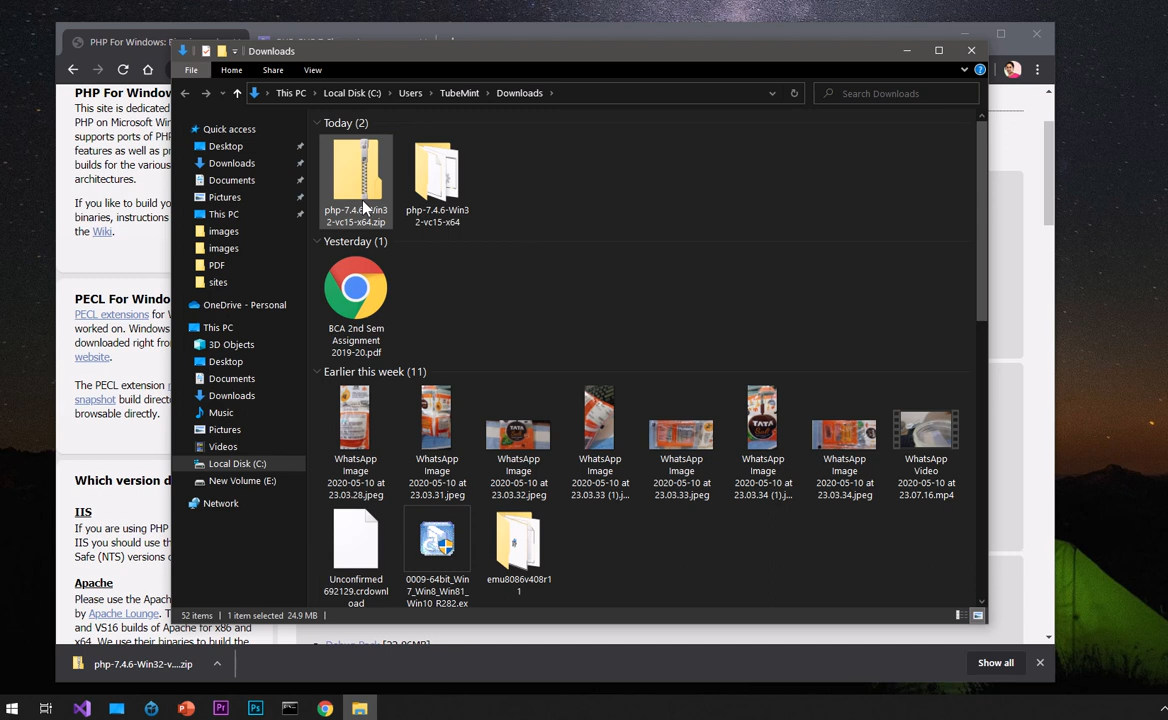 PHP For Windows:
Downloads
File
Home
Share
View
This PC
Local Disk (C:)
Users
TubeMint
Downloads
Search Downloads
PHP For Window
This site is dedicated
PHP on Microsoft Win
supports ports of PH
features as well as pr
builds for the various
architectures.
If you like to build yo
binaries, instructions
the Wiki.
PECL For Windo
PECL extensions for
worked on. Windows
downloaded right from
website.
The PECL extension
snapshot build direct
browsable directly.
Which version d
IIS
If you are using PHP
IIS you should use th
Safe (NTS) versions
Apache
Please use the Apach
by Apache Lounge. T
and VS16 builds of Apache for x86 and
x64. We use their binaries to build the
Quick access
Desktop
Downloads
Documents
Pictures
This PC
images
images
PDF
sites
OneDrive - Personal
This PC
3D Objects
Desktop
Documents
Downloads
Music
Pictures
Videos
Local Disk (C:)
New Volume (E:)
Network
Today (2)
php-7.4.6-Win3
2-vc15-x64.zip
php-7.4.6-Win3
2-vc15-x64
Yesterday (1)
BCA 2nd Sem
Assignment
2019-20.pdf
Earlier this week (11)
WhatsApp
Image
2020-05-10 at
23.03.28.jpeg
WhatsApp
Image
2020-05-10 at
23.03.31.jpeg
WhatsApp
Image
2020-05-10 at
23.03.32.jpeg
WhatsApp
Image
2020-05-10 at
23.03.33 (1).j...
WhatsApp
Image
2020-05-10 at
23.03.33.jpeg
WhatsApp
Image
2020-05-10 at
23.03.34 (1).j...
WhatsApp
Image
2020-05-10 at
23.03.34.jpeg
WhatsApp
Video
2020-05-10 at
23.07.16.mp4
TATA
TATA
Unconfirmed
692129.crdownl
oad
0009-64bit_Win
7_Win8_Win81_
Win10_R282.ex
emu8086v408r1
1
52 items
1 item selected 24.9 MB
php-7.4.6-Win32-v....zip
Show all
Pr
Ps